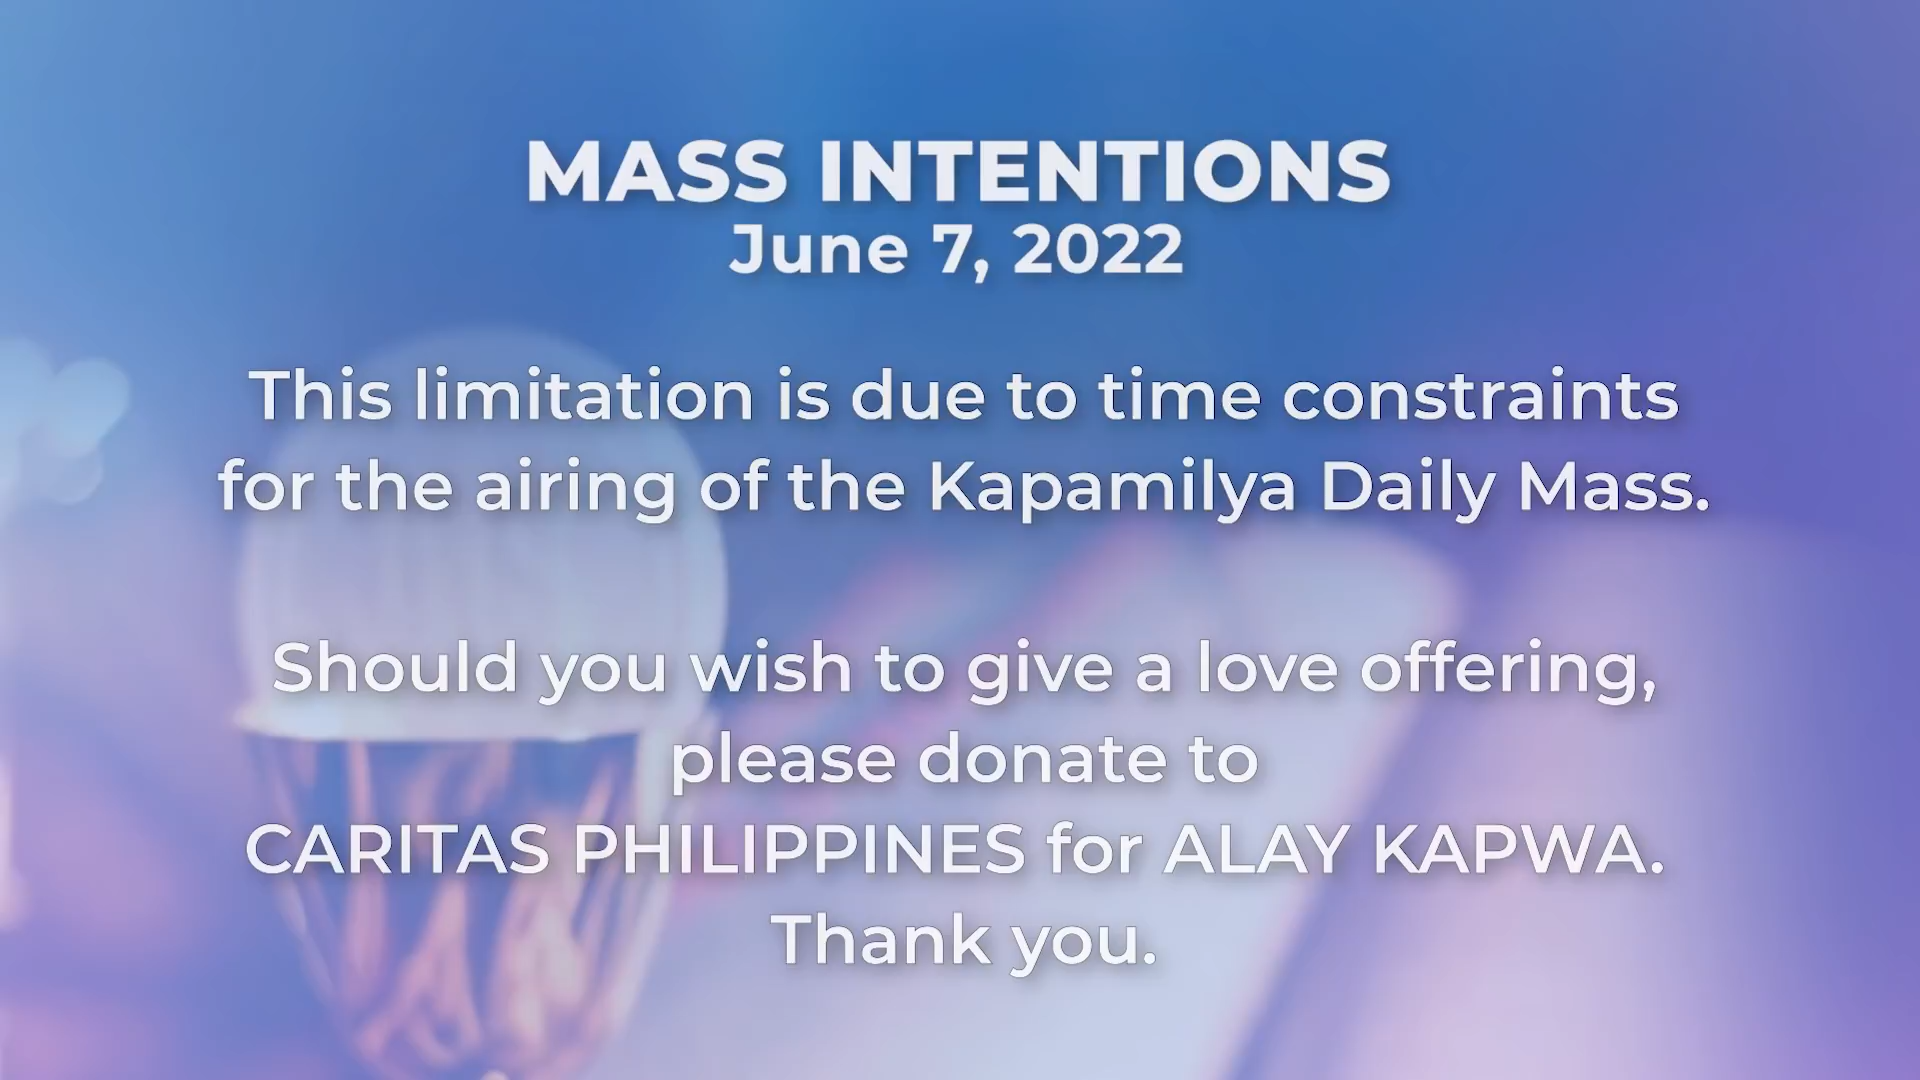 MASS INTENTIONS
June 7, 2022
This limitation is due to time constraints
for the airing of the Kapamilya Daily Mass.
Should you wish to give a love offering,
please donate to
CARITAS PHILIPPINES for ALAY KAPWA.
Thank you.